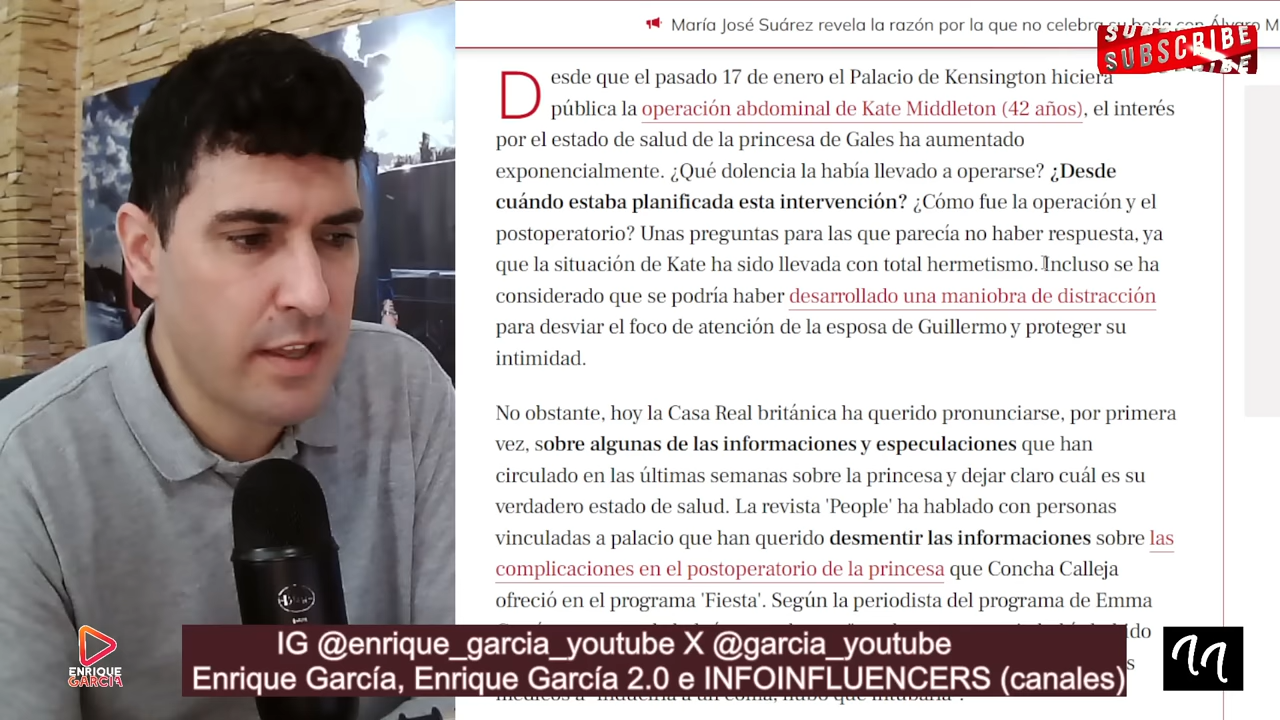 María José Suárez revela la razón por la que no celebra su boda con Álvaro M
SUBSCRIBE
SUBSCRIBE
SUBSCRIBE
Desde que el pasado 17 de enero el Palacio de Kensington hiciera
pública la operación abdominal de Kate Middleton (42 años), el interés
por el estado de salud de la princesa de Gales ha aumentado
exponencialmente. ¿Qué dolencia la había llevado a operarse? ¿Desde
cuándo estaba planificada esta intervención? ¿Cómo fue la operación y el
postoperatorio? Unas preguntas para las que parecía no haber respuesta, ya
que la situación de Kate ha sido llevada con total hermetismo. Incluso se ha
considerado que se podría haber desarrollado una maniobra de distracción
para desviar el foco de atención de la esposa de Guillermo y proteger su
intimidad.
No obstante, hoy la Casa Real británica ha querido pronunciarse, por primera
vez, sobre algunas de las informaciones y especulaciones que han
circulado en las últimas semanas sobre la princesa y dejar claro cuál es su
verdadero estado de salud. La revista 'People' ha hablado con personas
vinculadas a palacio que han querido desmentir las informaciones sobre las
complicaciones en el postoperatorio de la princesa que Concha Calleja
ofreció en el programa 'Fiesta'. Según la periodista del programa de Emma
IG @enrique_garcia_youtube X @garcia_youtube
Enrique García, Enrique García 2.0 e INFOINFLUENCERS (canales)
ENRIQUE
GARCÍA